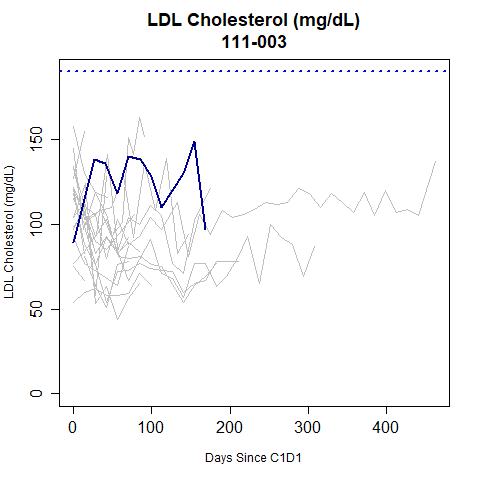 LDL Cholesterol (mg/dL)
111-003
LDL Cholesterol (mg/dL)
150
100
50
0
0 100 200 300 400
Days Since C1D1